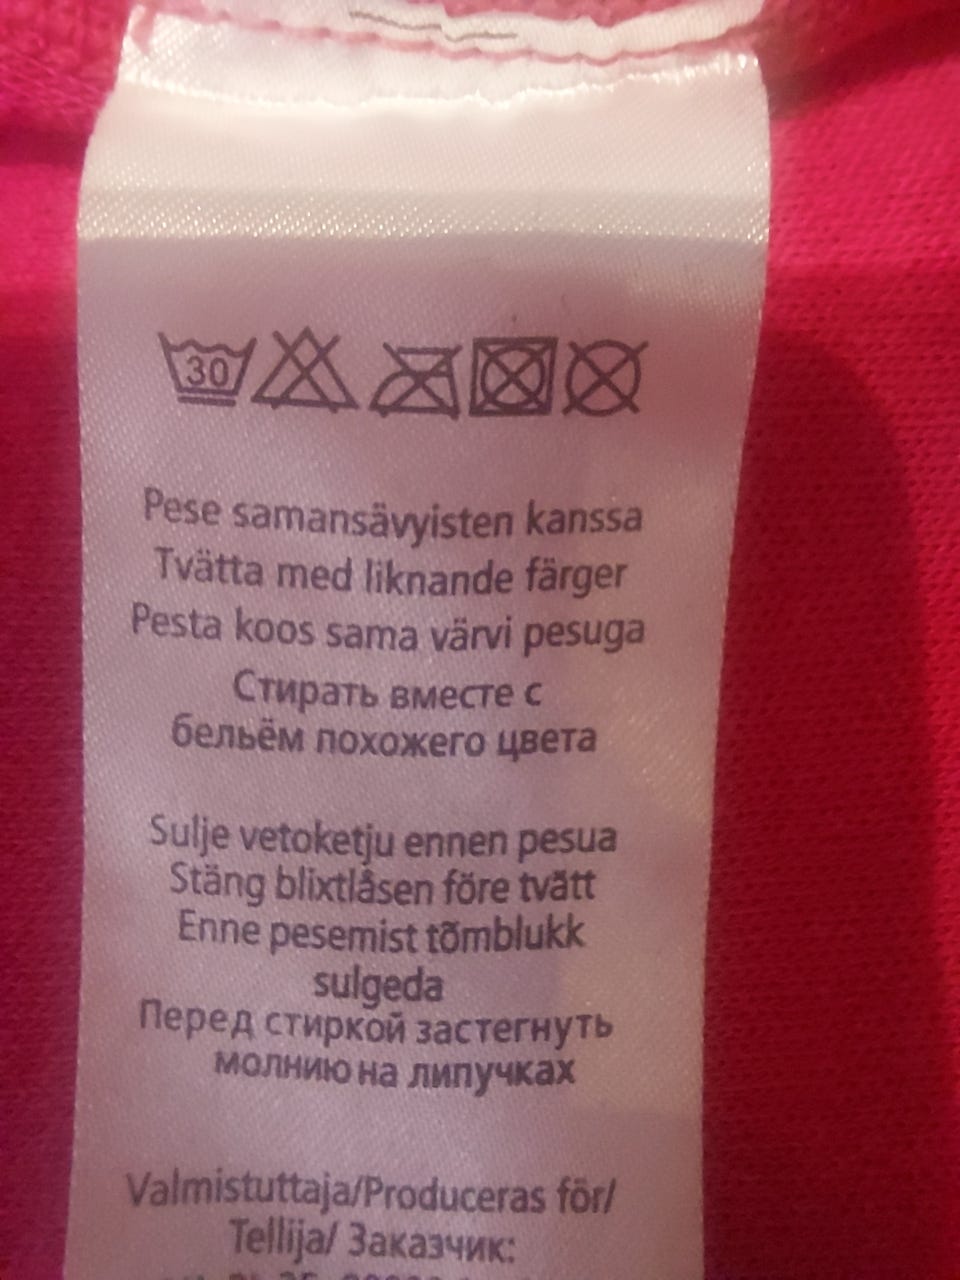 30
Pese samansävyisten kanssa
Tvätta med liknande färger
Pesta koos sama värvi pesuga
Стирать вместе с
бельём похожего цвета
Sulje vetoketju ennen pesua
Stäng blixtlåsen före tvätt
Enne pesemist tõmblukk
sulgeda
Перед стиркой застегнуть
молнию на липучках
Valmistuttaja/Produceras för/
Tellija/ Заказчик: